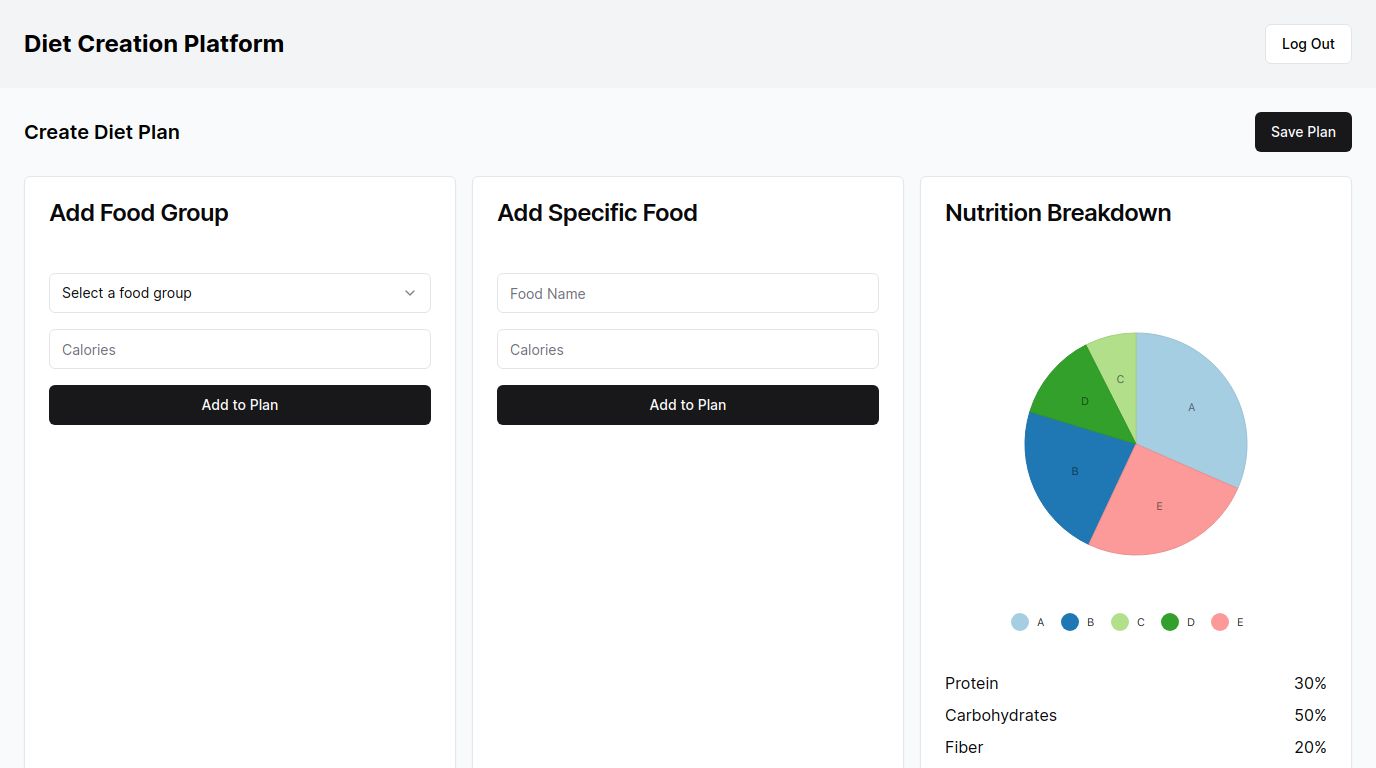 Diet Creation Platform
Log Out
Create Diet Plan
Save Plan
Add Food Group
Select a food group
Calories
Add to Plan
Add Specific Food
Food Name
Calories
Add to Plan
Nutrition Breakdown
C
A
D
B
E
A B C D E
Protein 30%
Carbohydrates 50%
Fiber 20%